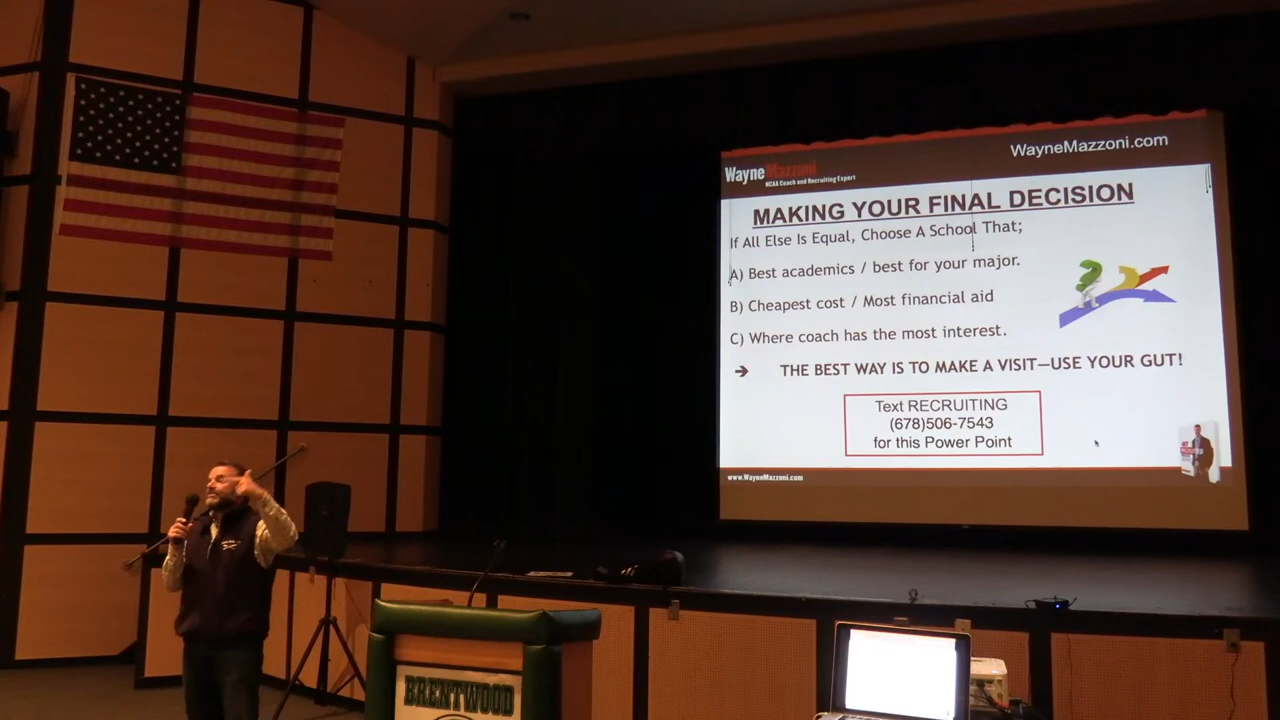 WayneMazzoni.com
WayneMazzoni
NCAA Coach and Recruiting Expert
MAKING YOUR FINAL DECISION
If All Else Is Equal, Choose A School That;
A) Best academics / best for your major.
B) Cheapest cost / Most financial aid
C) Where coach has the most interest.
➔ THE BEST WAY IS TO MAKE A VISIT—USE YOUR GUT!
Text RECRUITING
(678)506-7543
for this Power Point
www.WayneMazzoni.com
BRENTWOOD